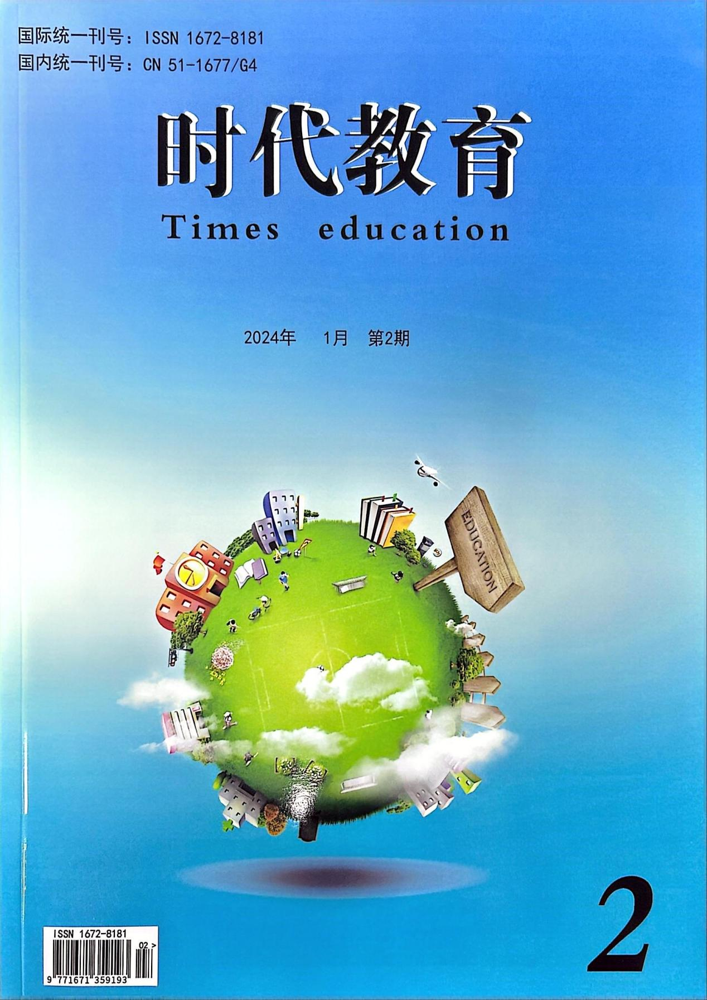 国际统一刊号：ISSN 1672-8181
国内统一刊号：CN 51-1677/G4
时代教育
Times education
2024年 1月 第2期
EDUCATION
2
ISSN 1672-8181
02 >
9 771671 359193